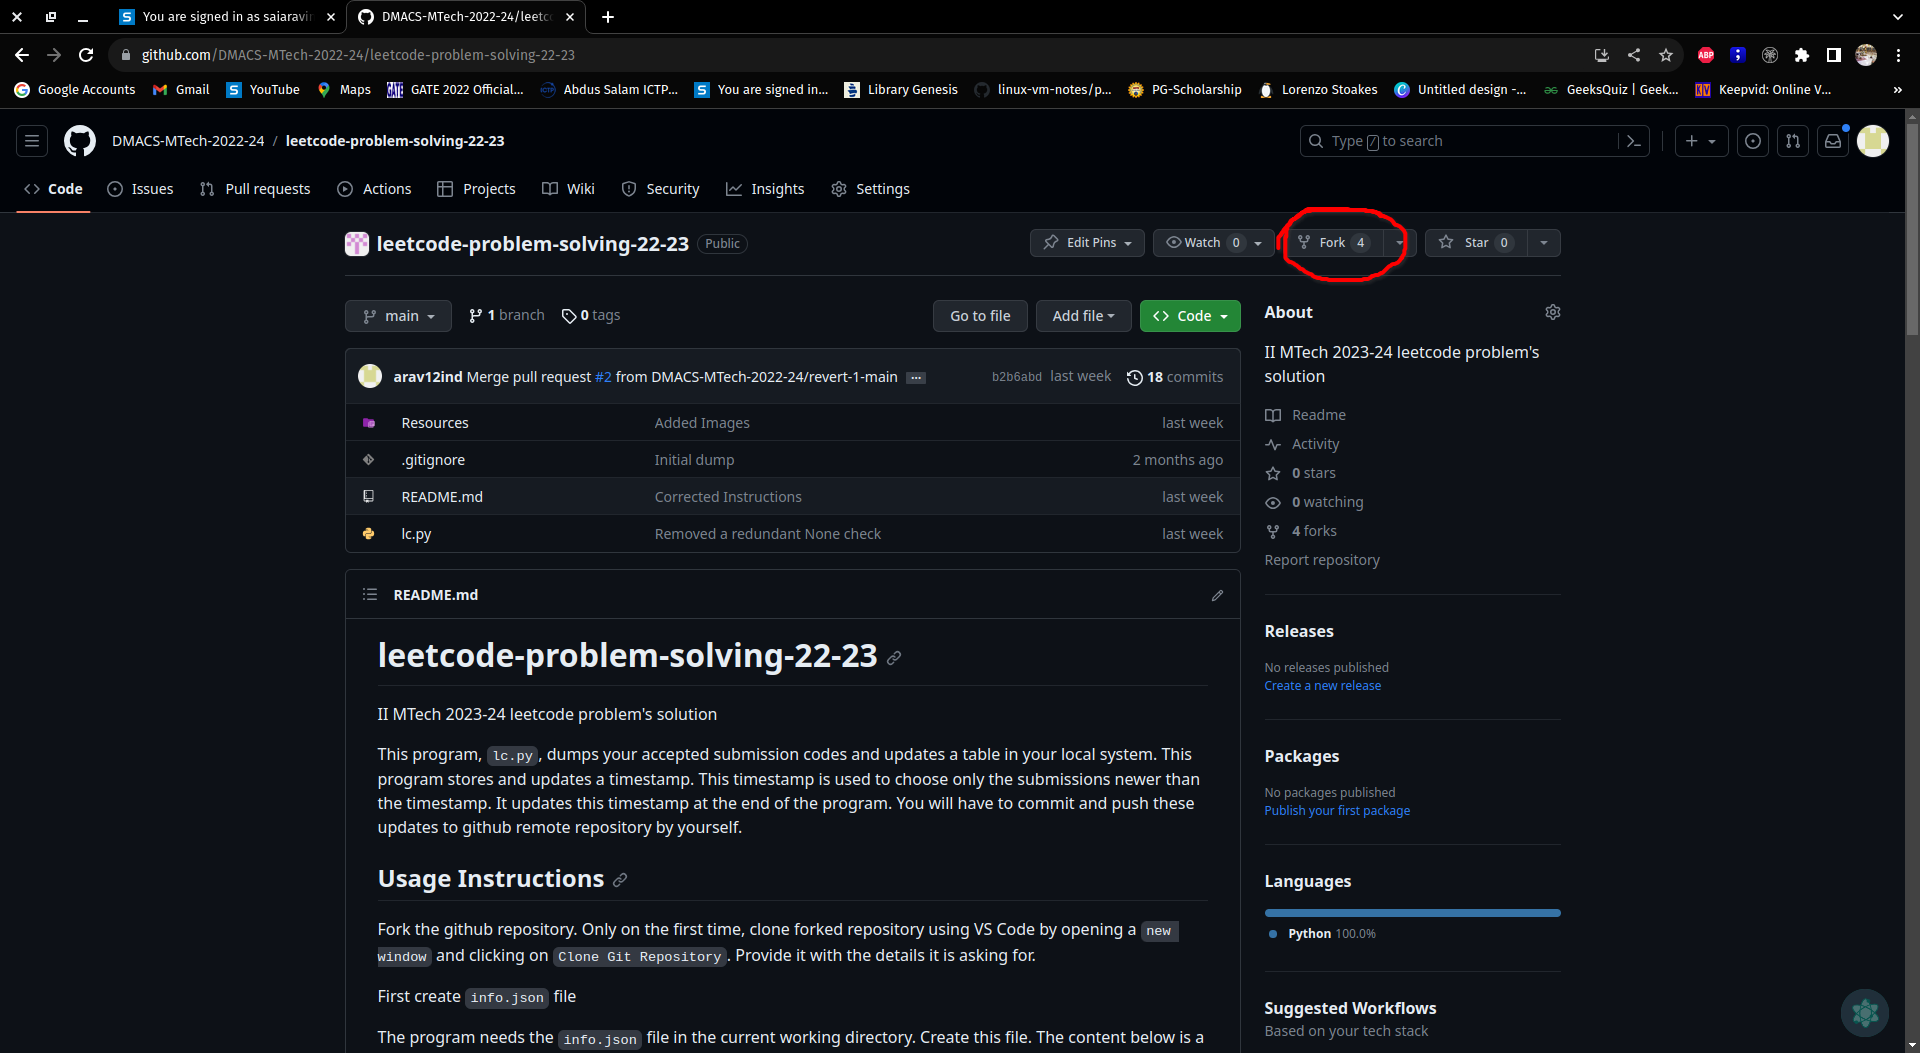 You are signed in as saiaravi
DMACS-MTech-2022-24/leetc
github.com/DMACS-MTech-2022-24/leetcode-problem-solving-22-23
Google Accounts Gmail YouTube Maps GATE 2022 Official... Abdus Salam ICTP... You are signed in... Library Genesis linux-vm-notes/p... PG-Scholarship Lorenzo Stoakes Untitled design -... GeeksQuiz | Geek... Keepvid: Online V... »
DMACS-MTech-2022-24 / leetcode-problem-solving-22-23
Type / to search
Code Issues Pull requests Actions Projects Wiki Security Insights Settings
leetcode-problem-solving-22-23 Public
Edit Pins Watch 0 Fork 4 Star 0
main 1 branch 0 tags
Go to file Add file Code
arav12ind Merge pull request #2 from DMACS-MTech-2022-24/revert-1-main ... b2b6abd last week 18 commits
Resources Added Images last week
.gitignore Initial dump 2 months ago
README.md Corrected Instructions last week
lc.py Removed a redundant None check last week
README.md
leetcode-problem-solving-22-23
II MTech 2023-24 leetcode problem's solution
This program, lc.py, dumps your accepted submission codes and updates a table in your local system. This
program stores and updates a timestamp. This timestamp is used to choose only the submissions newer than
the timestamp. It updates this timestamp at the end of the program. You will have to commit and push these
updates to github remote repository by yourself.
Usage Instructions
Fork the github repository. Only on the first time, clone forked repository using VS Code by opening a new
window and clicking on Clone Git Repository. Provide it with the details it is asking for.
First create info.json file
The program needs the info.json file in the current working directory. Create this file. The content below is a
About
II MTech 2023-24 leetcode problem's
solution
Readme
Activity
0 stars
0 watching
4 forks
Report repository
Releases
No releases published
Create a new release
Packages
No packages published
Publish your first package
Languages
Python 100.0%
Suggested Workflows
Based on your tech stack